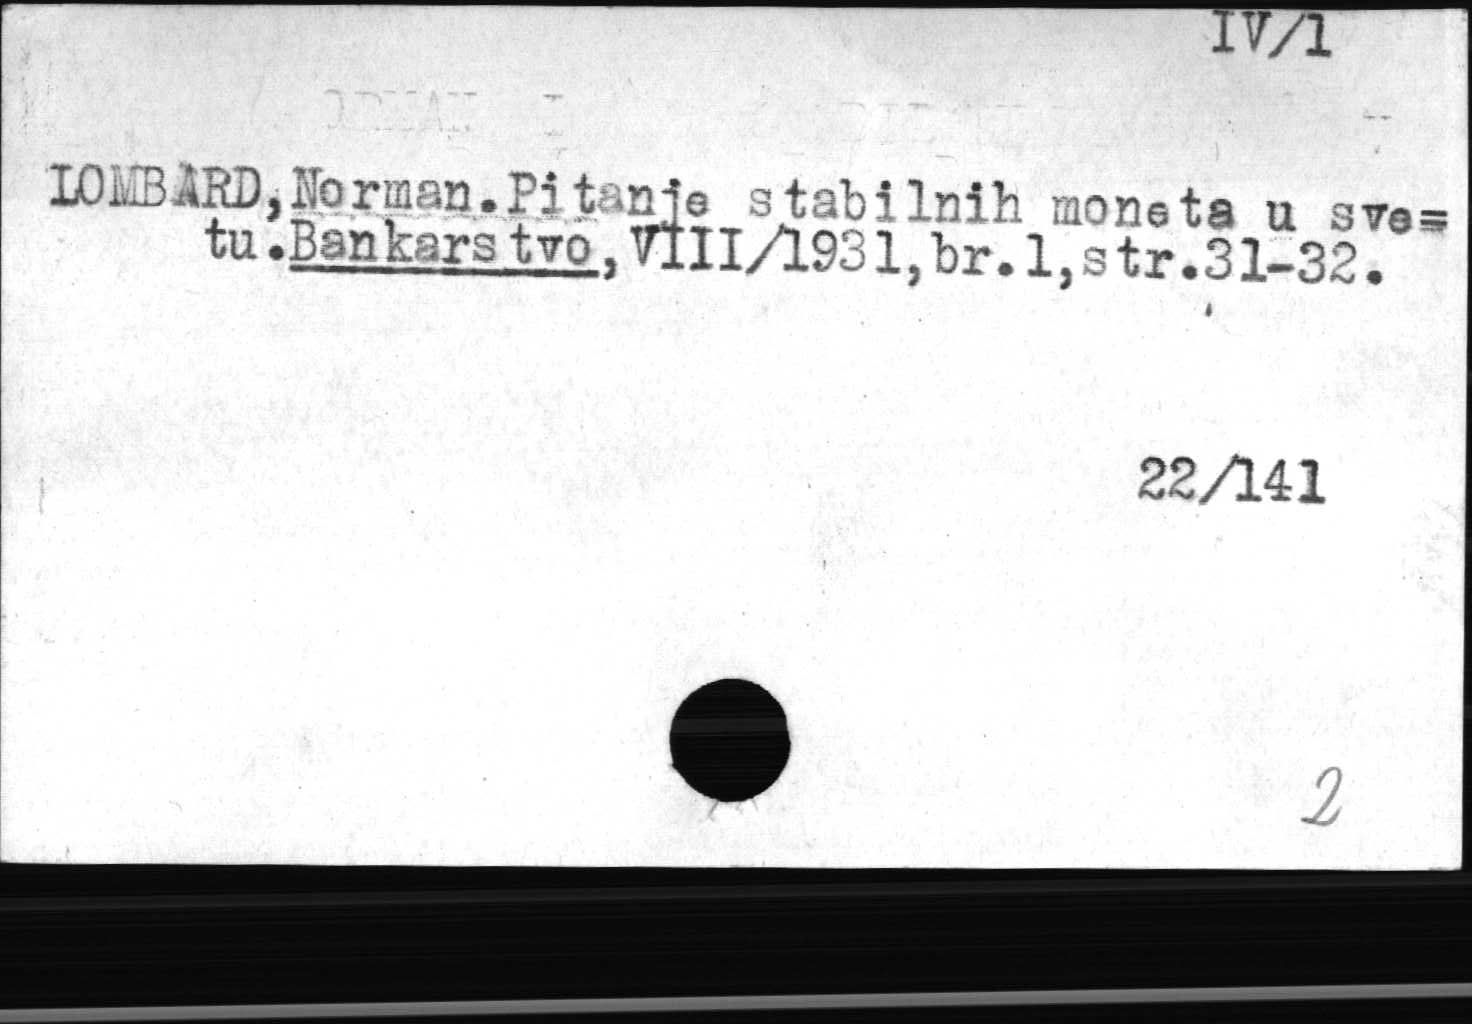 IV/1
LOMBARD,Norman.Pitanje stabilnih moneta u sve=
tu.Bankarstvo,VIII/1931,br.1,str.31-32.
22/141
2